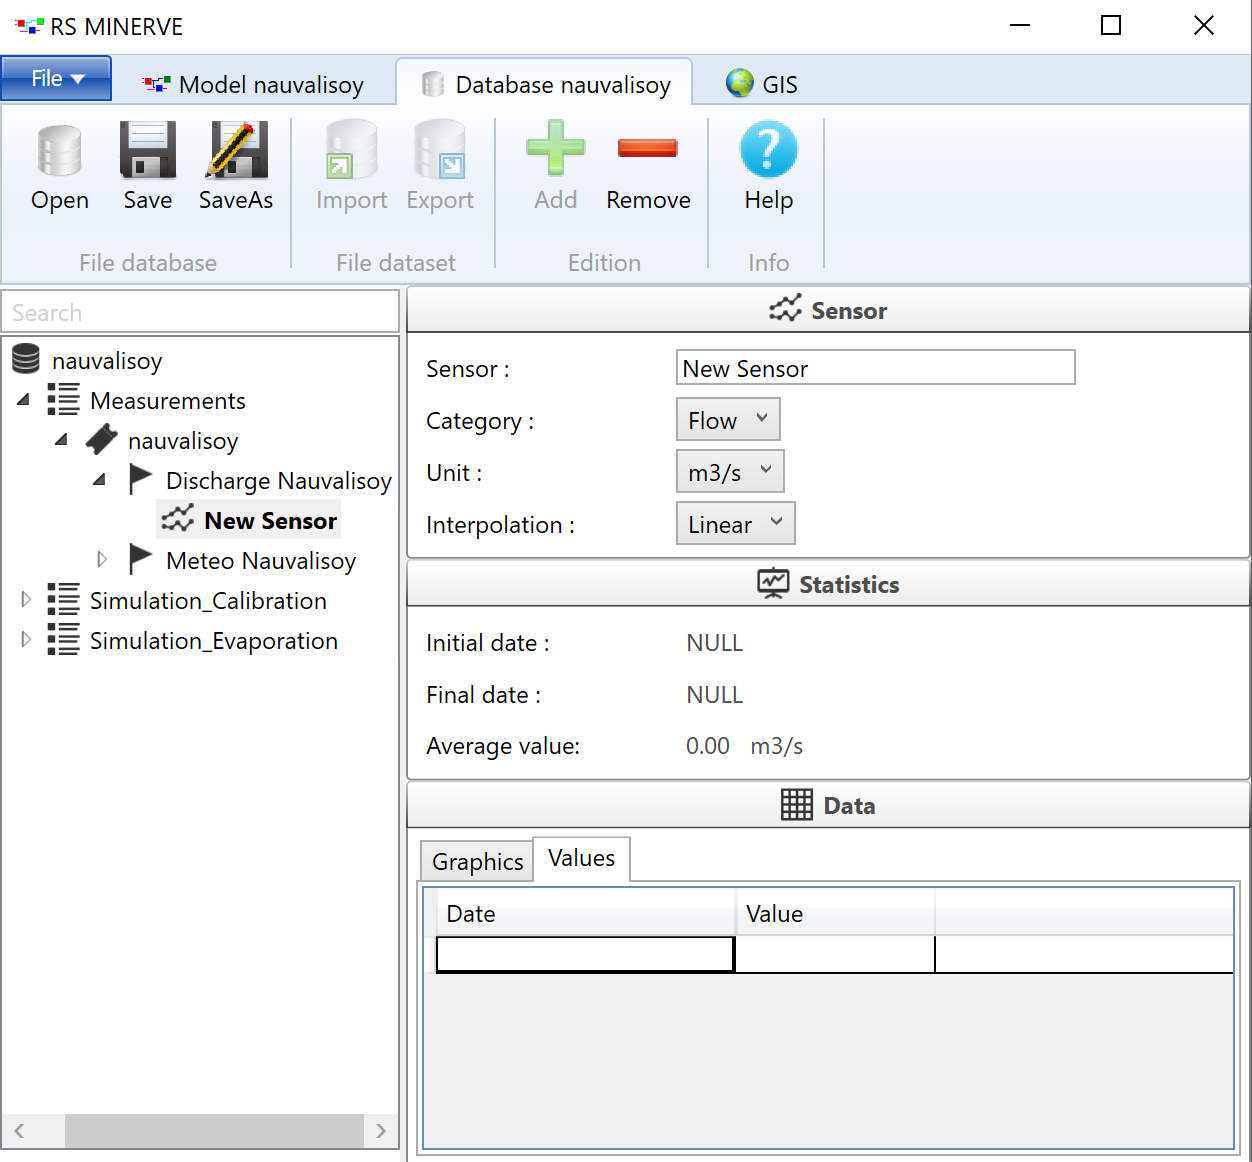 RS MINERVE
File
Model nauvalisoy
Database nauvalisoy
GIS
Open
Save
SaveAs
Import
Export
Add
Remove
Help
File database
File dataset
Edition
Info
Search
nauvalisoy
Measurements
nauvalisoy
Discharge Nauvalisoy
New Sensor
Meteo Nauvalisoy
Simulation_Calibration
Simulation_Evaporation
Sensor
Sensor : New Sensor
Category : Flow
Unit : m3/s
Interpolation : Linear
Statistics
Initial date : NULL
Final date : NULL
Average value: 0.00 m3/s
Data
Graphics
Values
Date
Value